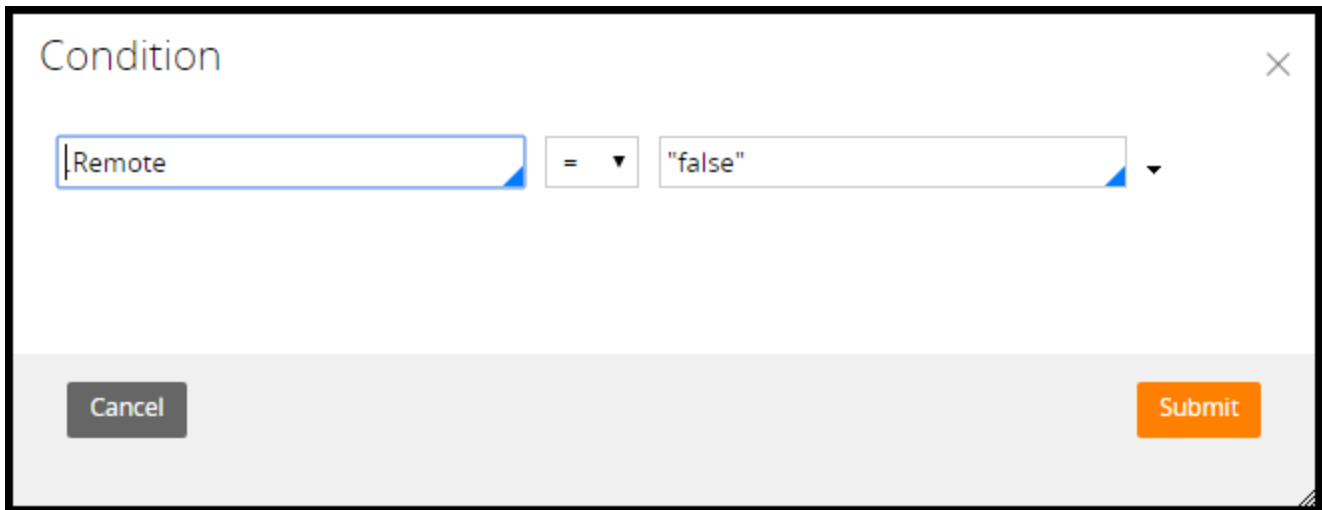 Condition
.Remote = "false"
Cancel Submit